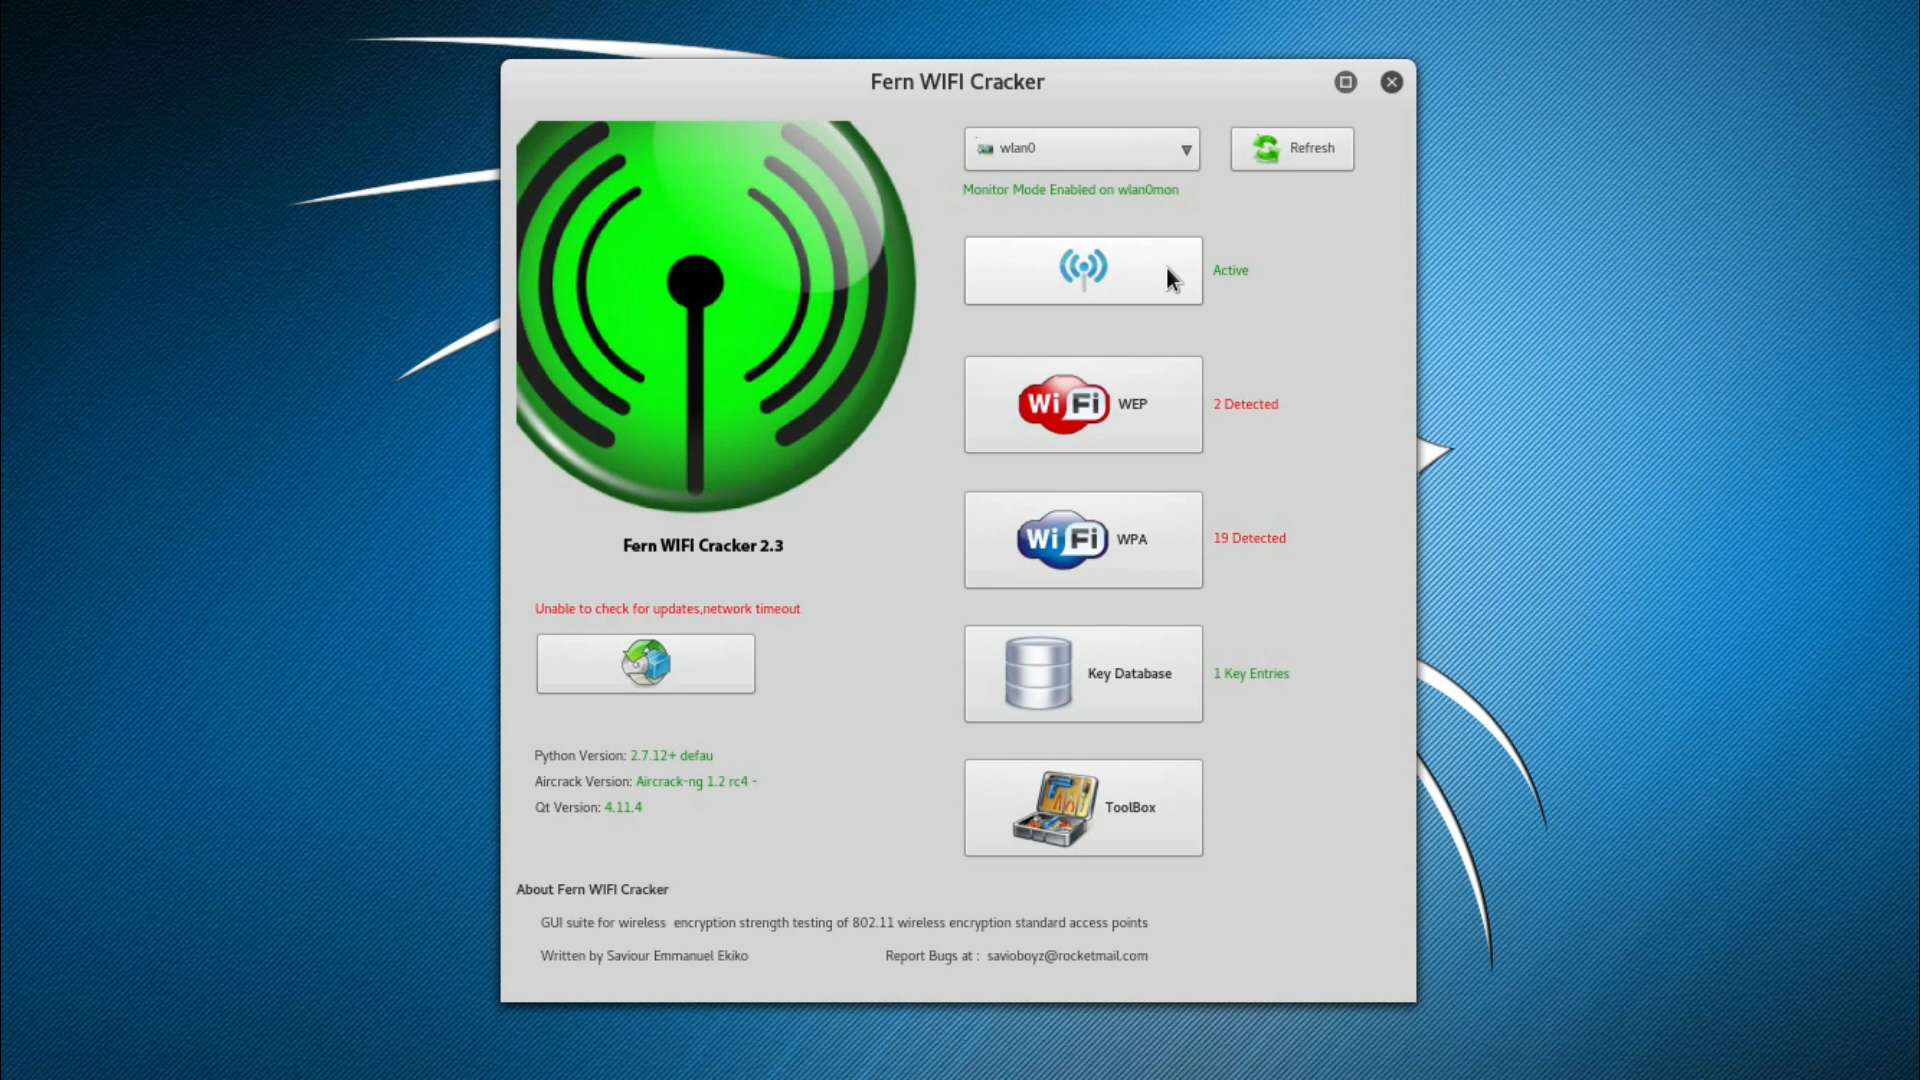 Fern WIFI Cracker
wlan0
Refresh
Monitor Mode Enabled on wlan0mon
Active
WiFi WEP
2 Detected
WiFi WPA
19 Detected
Fern WIFI Cracker 2.3
Unable to check for updates,network timeout
Key Database
1 Key Entries
Python Version: 2.7.12+ defau
Aircrack Version: Aircrack-ng 1.2 rc4 -
Qt Version: 4.11.4
ToolBox
About Fern WIFI Cracker
GUI suite for wireless  encryption strength testing of 802.11 wireless encryption standard access points
Written by Saviour Emmanuel Ekiko
Report Bugs at :  savioboyz@rocketmail.com